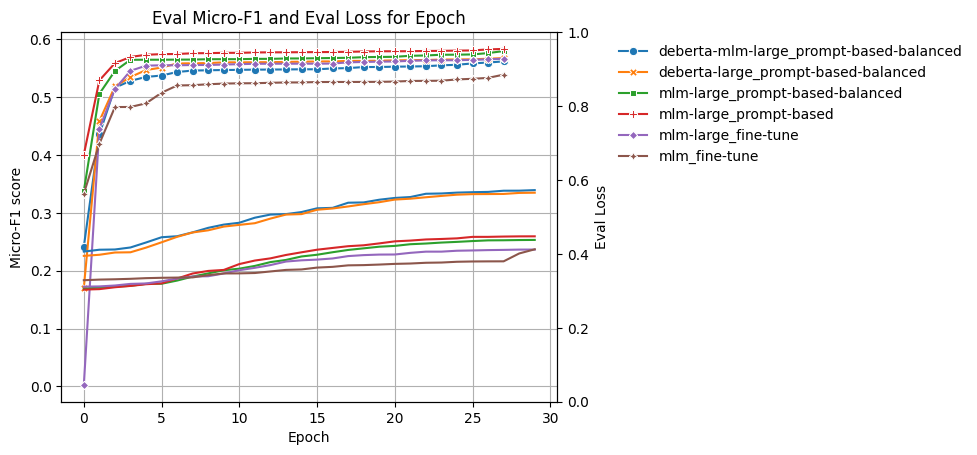 Eval Micro-F1 and Eval Loss for Epoch
Micro-F1 score
0.6
0.5
0.4
0.3
0.2
0.1
0.0
0
5
10
15
20
25
30
Epoch
1.0
0.8
0.6
0.4
0.2
0.0
Eval Loss
deberta-mlm-large_prompt-based-balanced
deberta-large_prompt-based-balanced
mlm-large_prompt-based-balanced
mlm-large_prompt-based
mlm-large_fine-tune
mlm_fine-tune